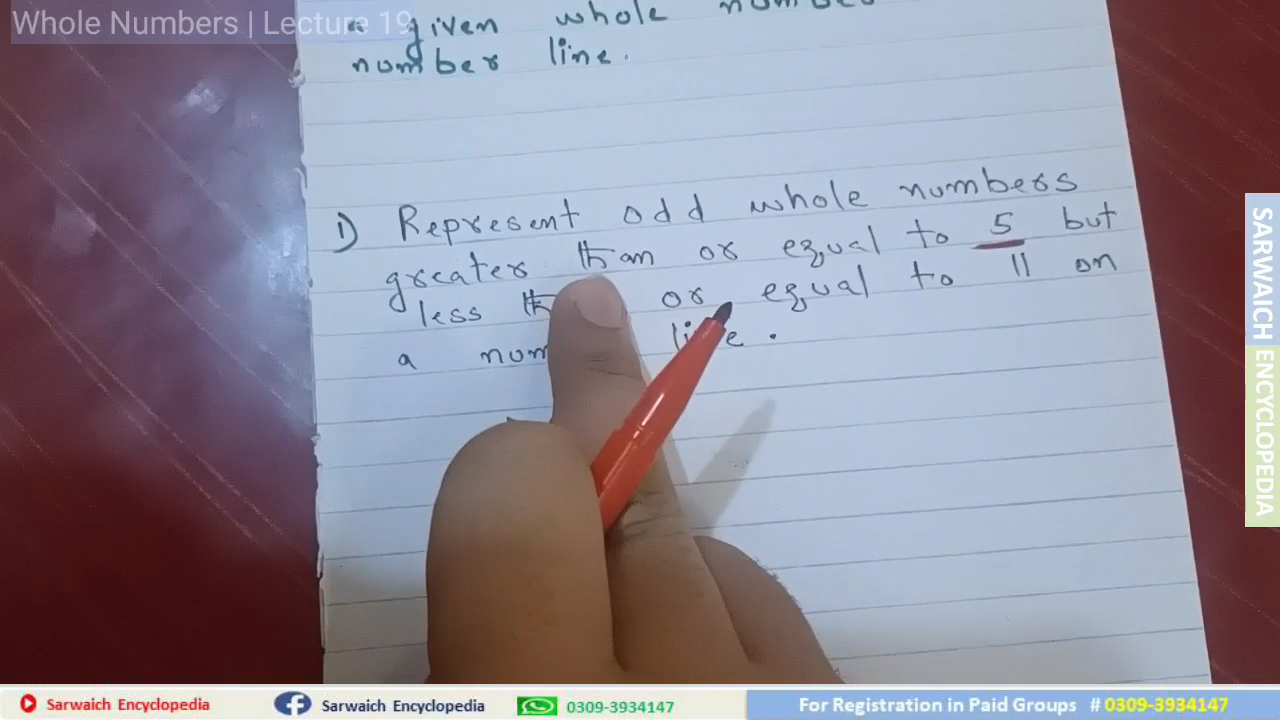 Whole Numbers | Lecture 19
a given whole
number line.
1) Represent odd whole numbers
greater than or equal to 5 but
less or equal to 11 on
a line.
SARWAICH ENCYCLOPEDIA
Sarwaich Encyclopedia
Sarwaich Encyclopedia
0309-3934147
For Registration in Paid Groups # 0309-3934147